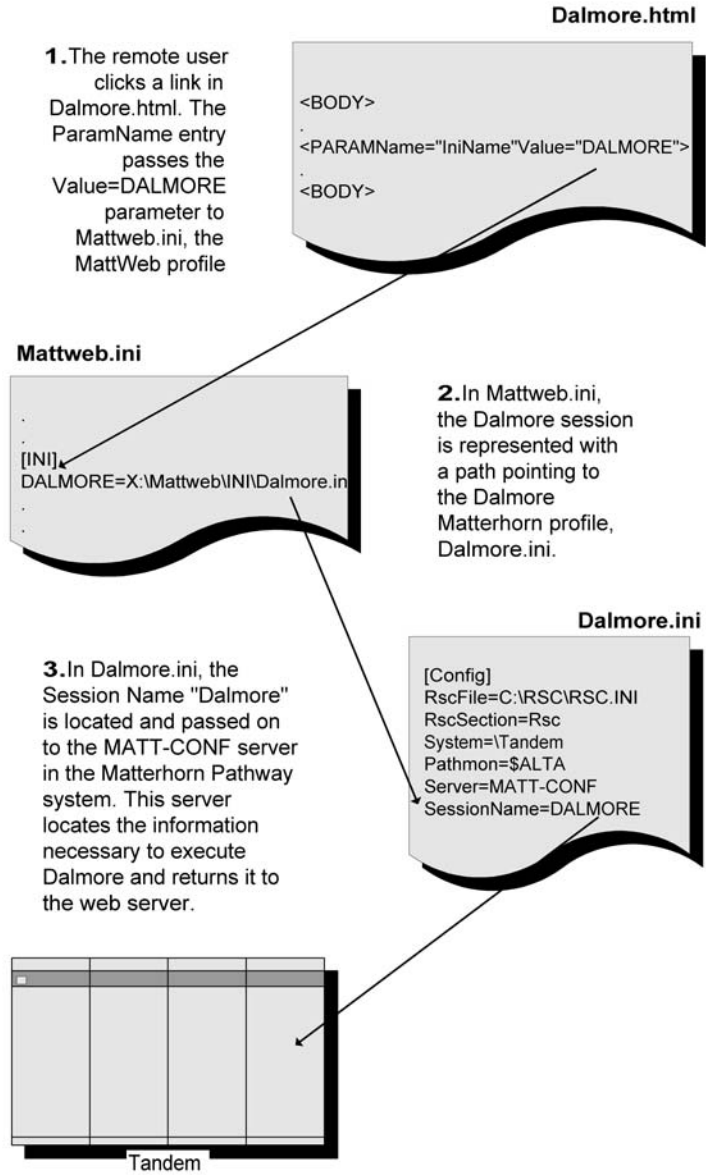 Dalmore.html
1.The remote user
clicks a link in
Dalmore.html. The
ParamName entry
passes the
Value=DALMORE
parameter to
Mattweb.ini, the
MattWeb profile
<BODY>
.
<PARAMName="IniName"Value="DALMORE">
.
<BODY>
Mattweb.ini
.
.
[INI]
DALMORE=X:\Mattweb\INI\Dalmore.in
.
.
2.In Mattweb.ini,
the Dalmore session
is represented with
a path pointing to
the Dalmore
Matterhorn profile,
Dalmore.ini.
Dalmore.ini
[Config]
RscFile=C:\RSC\RSC.INI
RscSection=Rsc
System=\Tandem
Pathmon=$ALTA
Server=MATT-CONF
SessionName=DALMORE
3.In Dalmore.ini, the
Session Name "Dalmore"
is located and passed on
to the MATT-CONF server
in the Matterhorn Pathway
system. This server
locates the information
necessary to execute
Dalmore and returns it to
the web server.
Tandem